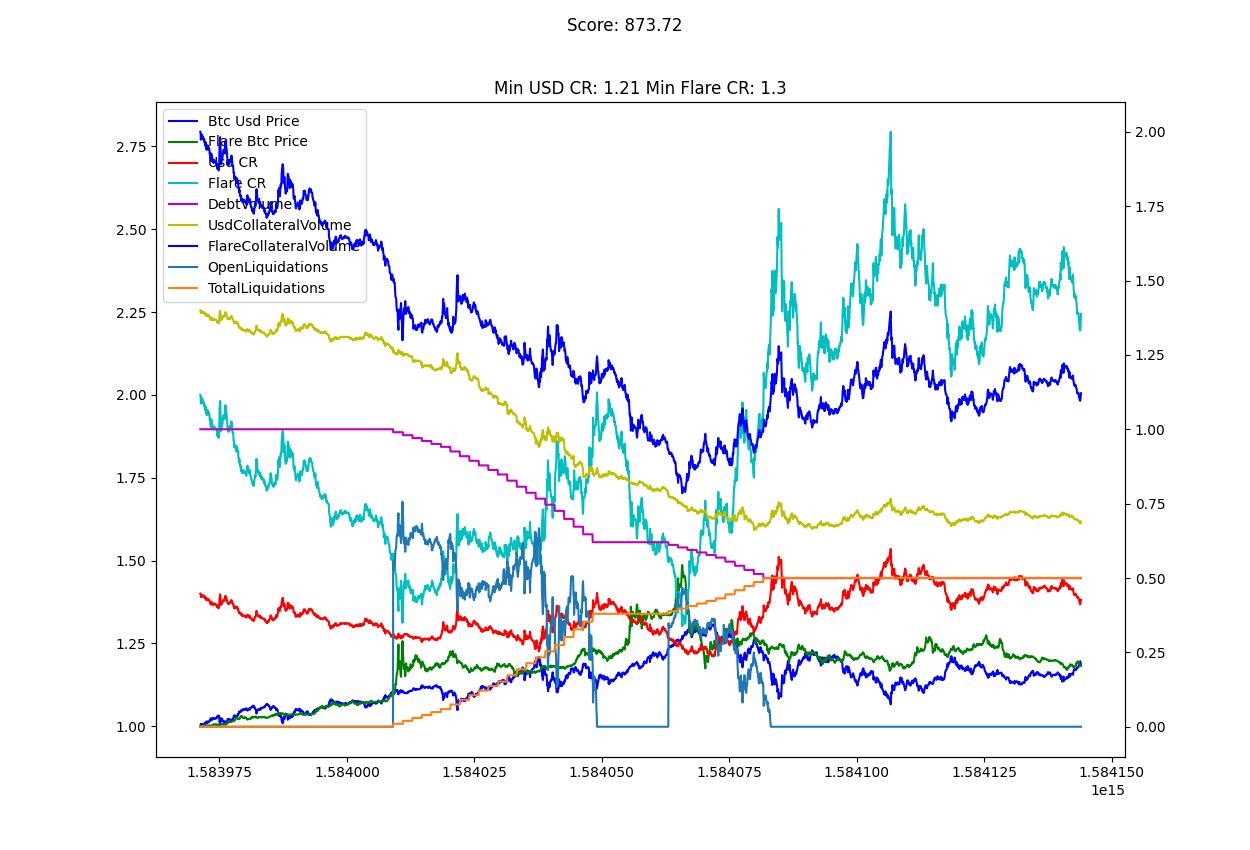 Score: 873.72
Min USD CR: 1.21 Min Flare CR: 1.3
Btc Usd Price
Flare Btc Price
Usd CR
Flare CR
DebtVolume
UsdCollateralVolume
FlareCollateralVolume
OpenLiquidations
TotalLiquidations
2.75
2.50
2.25
2.00
1.75
1.50
1.25
1.00
2.00
1.75
1.50
1.25
1.00
0.75
0.50
0.25
0.00
1.583975 1.584000 1.584025 1.584050 1.584075 1.584100 1.584125 1.584150
1e15